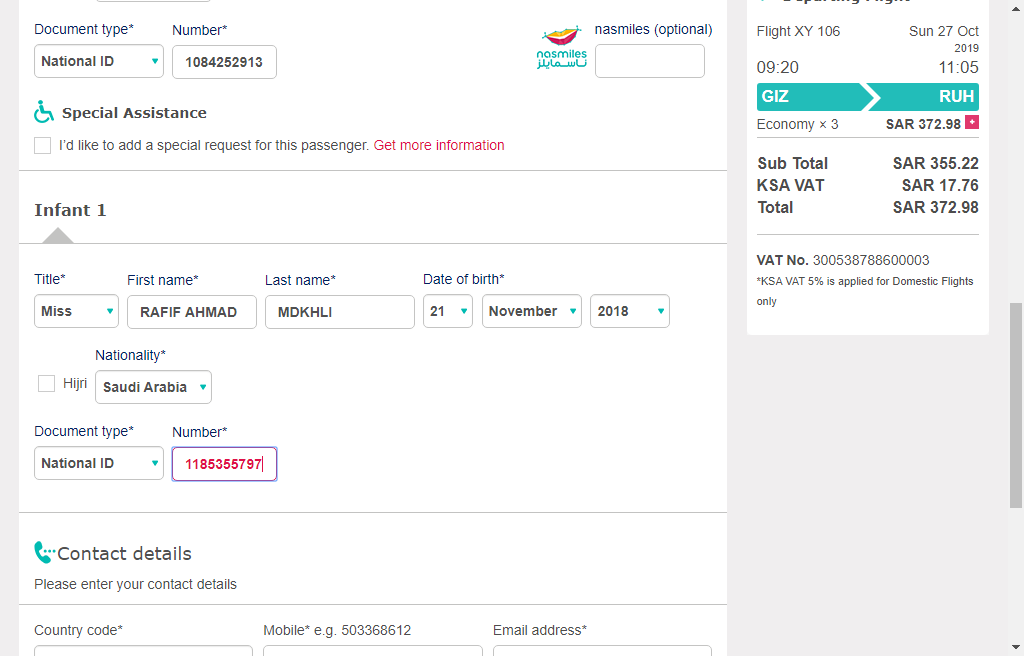 Document type*
Number*
nasmiles (optional)
National ID
1084252913
nasmiles
ناسمايلز
Special Assistance
I'd like to add a special request for this passenger. Get more information
Infant 1
Title*
First name*
Last name*
Date of birth*
Miss
RAFIF AHMAD
MDKHLI
21
November
2018
Nationality*
Hijri
Saudi Arabia
Document type*
Number*
National ID
1185355797
Contact details
Please enter your contact details
Country code*
Mobile* e.g. 503368612
Email address*
Departing Flight
Flight XY 106
Sun 27 Oct
2019
09:20
11:05
GIZ
RUH
Economy × 3
SAR 372.98
Sub Total
SAR 355.22
KSA VAT
SAR 17.76
Total
SAR 372.98
VAT No. 300538788600003
*KSA VAT 5% is applied for Domestic Flights
only